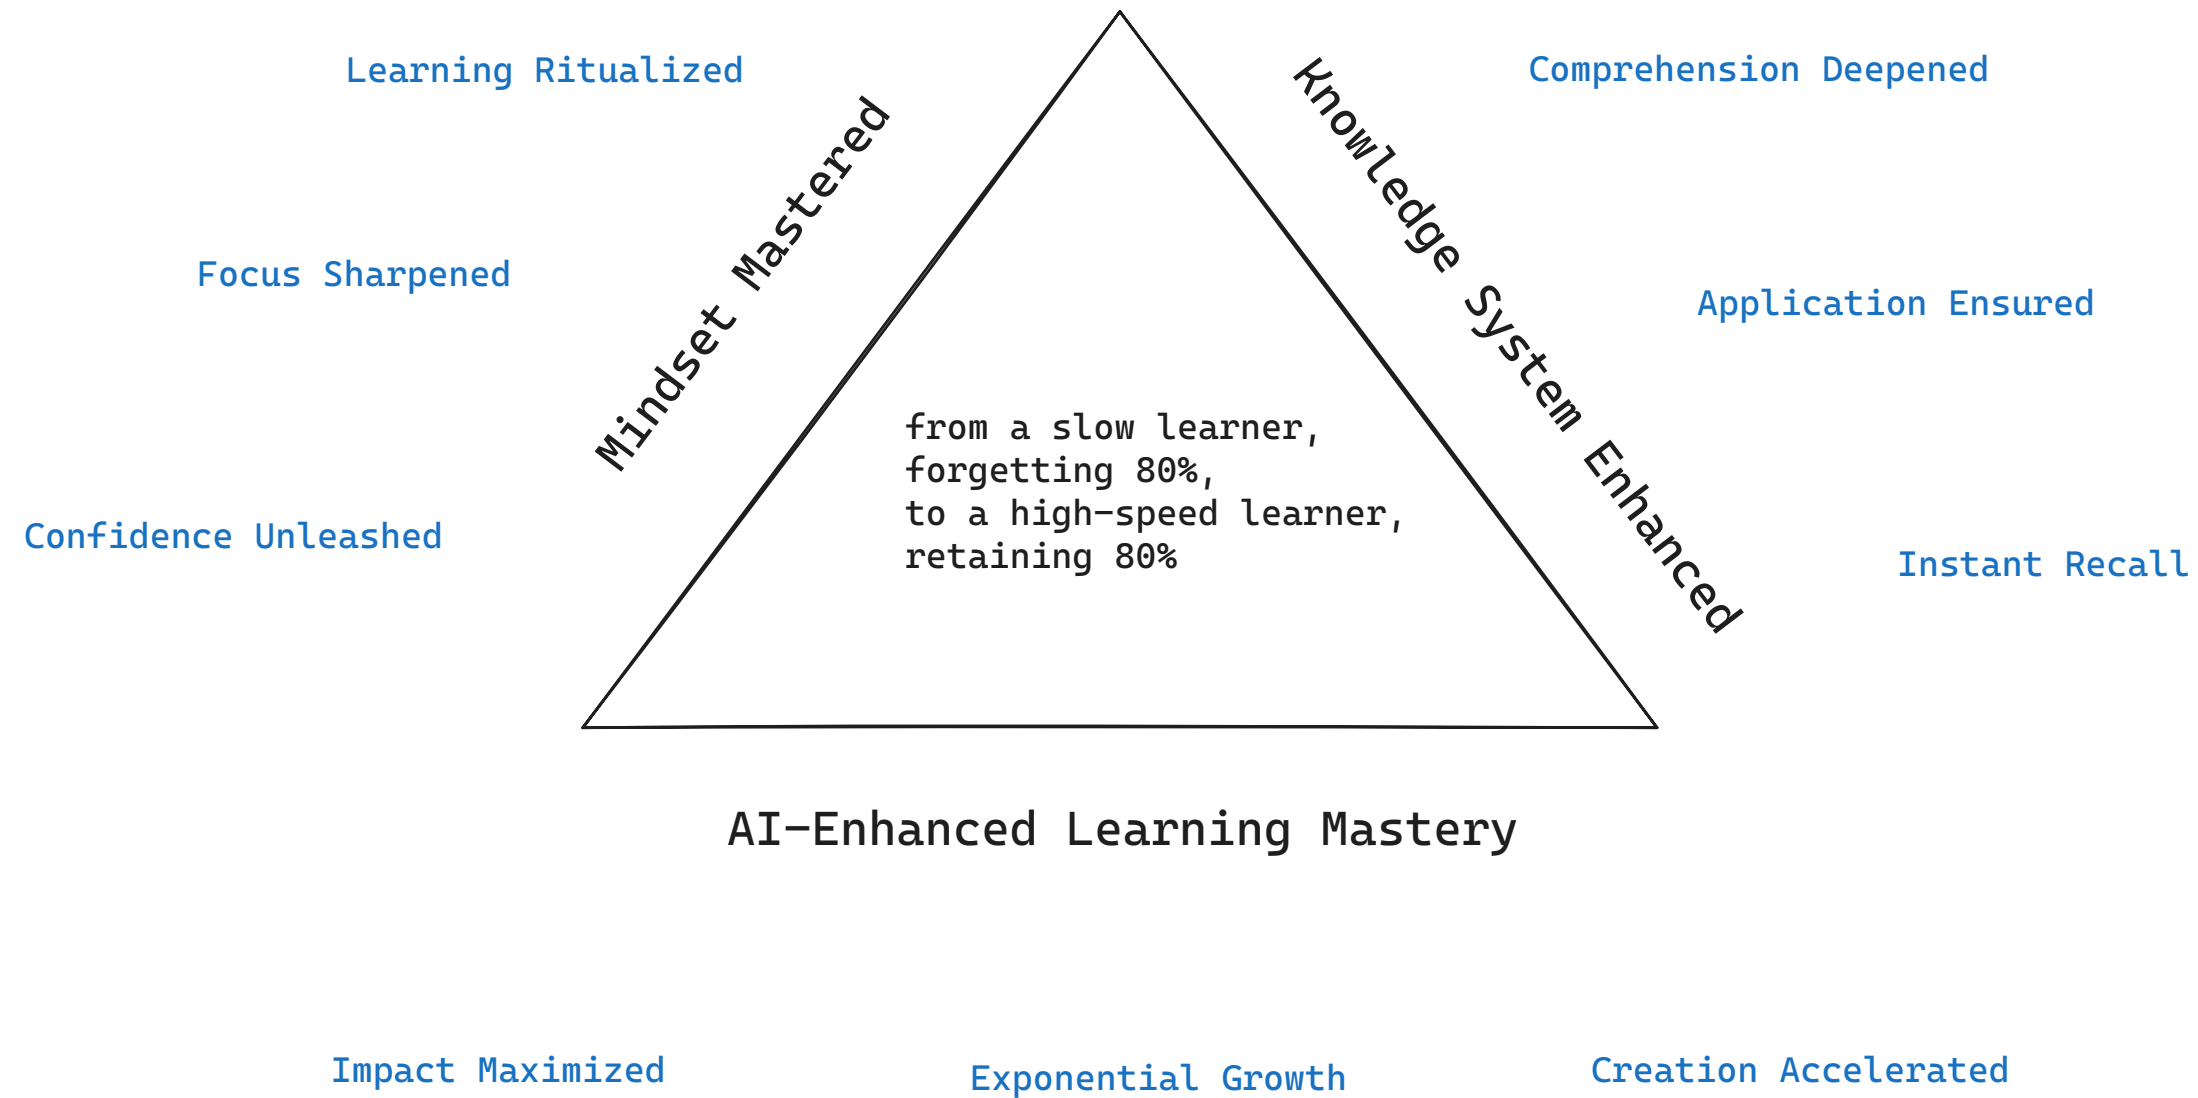 Learning Ritualized
Focus Sharpened
Confidence Unleashed
Mindset Mastered
from a slow learner,
forgetting 80%,
to a high-speed learner,
retaining 80%
Knowledge System Enhanced
Comprehension Deepened
Application Ensured
Instant Recall
AI-Enhanced Learning Mastery
Impact Maximized
Exponential Growth
Creation Accelerated